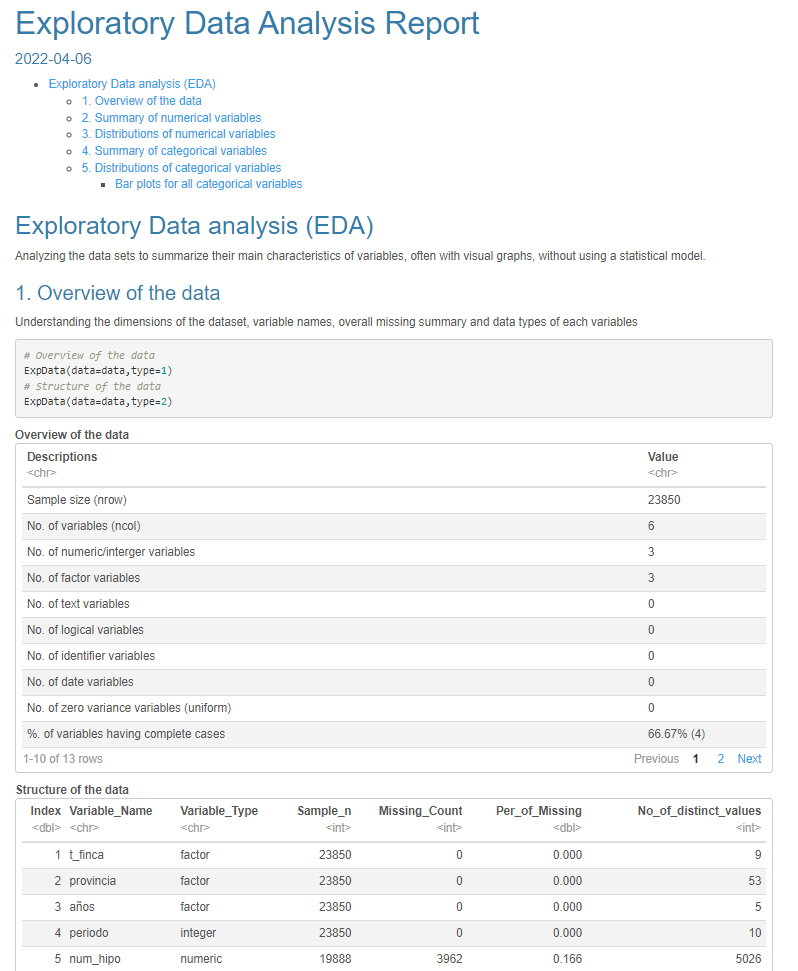 Exploratory Data Analysis Report
2022-04-06
Exploratory Data analysis (EDA)
1. Overview of the data
2. Summary of numerical variables
3. Distributions of numerical variables
4. Summary of categorical variables
5. Distributions of categorical variables
Bar plots for all categorical variables
Exploratory Data analysis (EDA)
Analyzing the data sets to summarize their main characteristics of variables, often with visual graphs, without using a statistical model.
1. Overview of the data
Understanding the dimensions of the dataset, variable names, overall missing summary and data types of each variables
# Overview of the data
ExpData(data=data,type=1)
# Structure of the data
ExpData(data=data,type=2)
Overview of the data
Descriptions Value
<chr> <chr>
Sample size (nrow) 23850
No. of variables (ncol) 6
No. of numeric/interger variables 3
No. of factor variables 3
No. of text variables 0
No. of logical variables 0
No. of identifier variables 0
No. of date variables 0
No. of zero variance variables (uniform) 0
%. of variables having complete cases 66.67% (4)
1-10 of 13 rows Previous 1 2 Next
Structure of the data
Index Variable_Name Variable_Type Sample_n Missing_Count Per_of_Missing No_of_distinct_values
<dbl> <chr> <chr> <int> <int> <dbl> <int>
1 t_finca factor 23850 0 0.000 9
2 provincia factor 23850 0 0.000 53
3 años factor 23850 0 0.000 5
4 periodo integer 23850 0 0.000 10
5 num_hipo numeric 19888 3962 0.166 5026